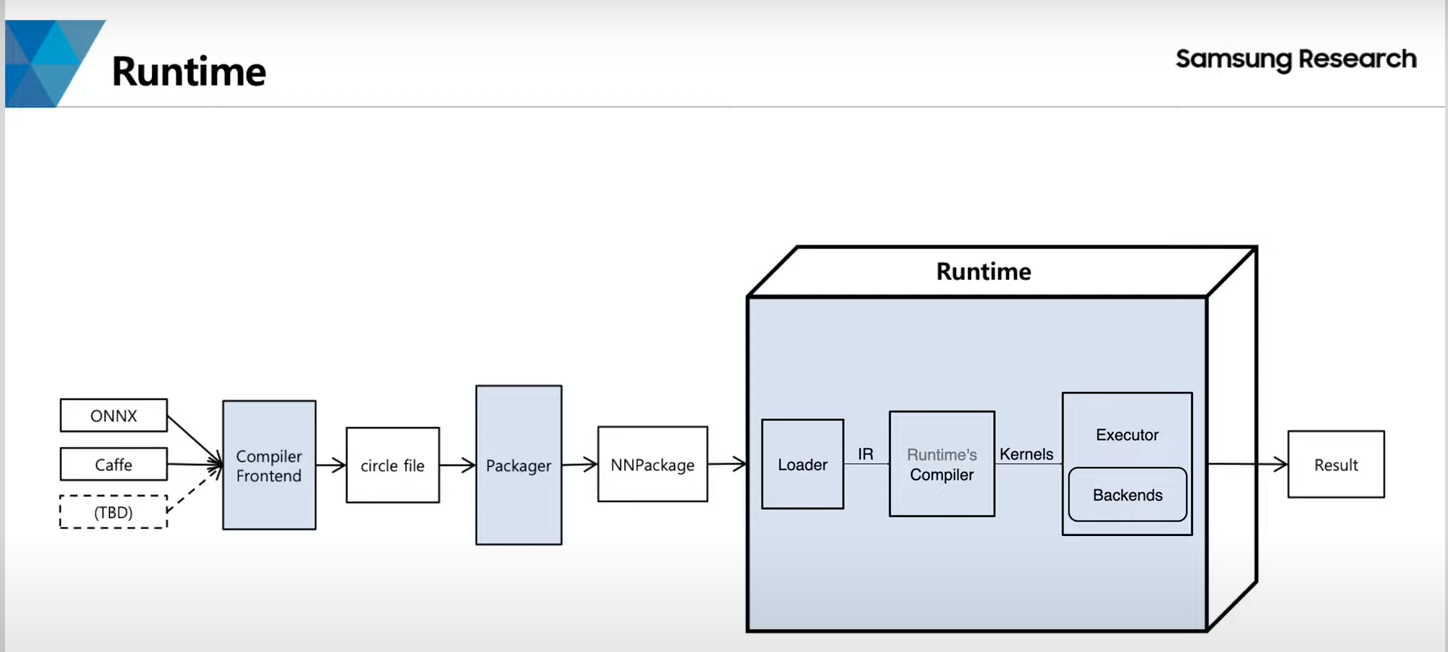 Runtime
Samsung Research
Runtime
ONNX
Caffe
(TBD)
Compiler
Frontend
circle file
Packager
NNPackage
Loader
IR
Runtime's
Compiler
Kernels
Executor
Backends
Result